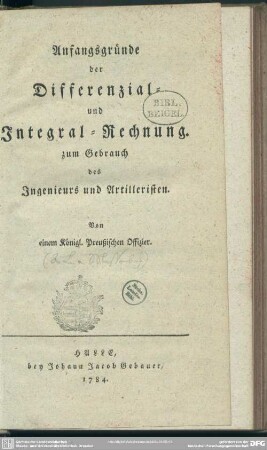 Anfangsgründe
der
Differenzial-
und
Integral-Rechnung.
zum Gebrauch
des
Ingenieurs und Artilleristen.
BIBL.
Von
einem Königl. Preußischen Offizier.
HALLE,
bey Johann Jacob Gebauer,
1784.